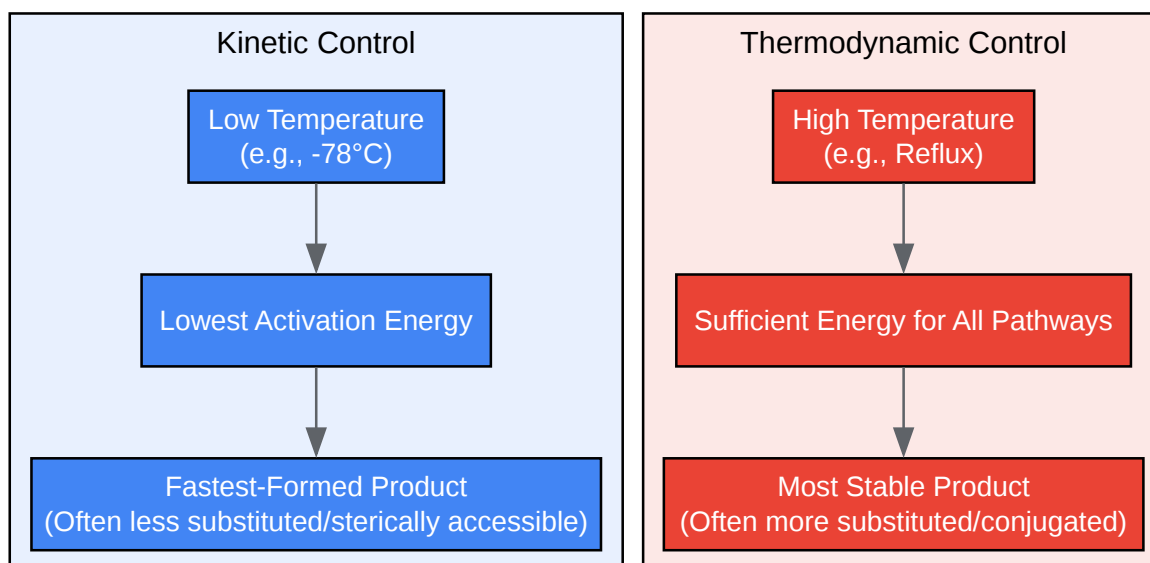 Kinetic Control
Low Temperature
(e.g., -78°C)
Lowest Activation Energy
Fastest-Formed Product
(Often less substituted/sterically accessible)
Thermodynamic Control
High Temperature
(e.g., Reflux)
Sufficient Energy for All Pathways
Most Stable Product
(Often more substituted/conjugated)